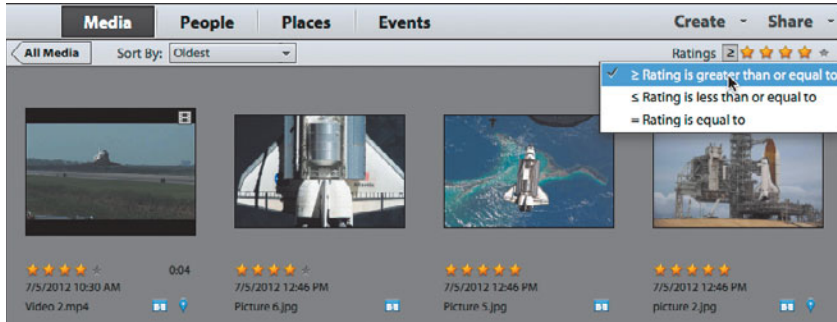 Media People Places Events Create Share
All Media Sort By: Oldest Ratings ≥
≥ Rating is greater than or equal to
≤ Rating is less than or equal to
= Rating is equal to
0:04
7/5/2012 10:30 AM 7/5/2012 12:46 PM 7/5/2012 12:46 PM 7/5/2012 12:46 PM
Video 2.mp4 Picture 6.jpg Picture 5.jpg picture 2.jpg